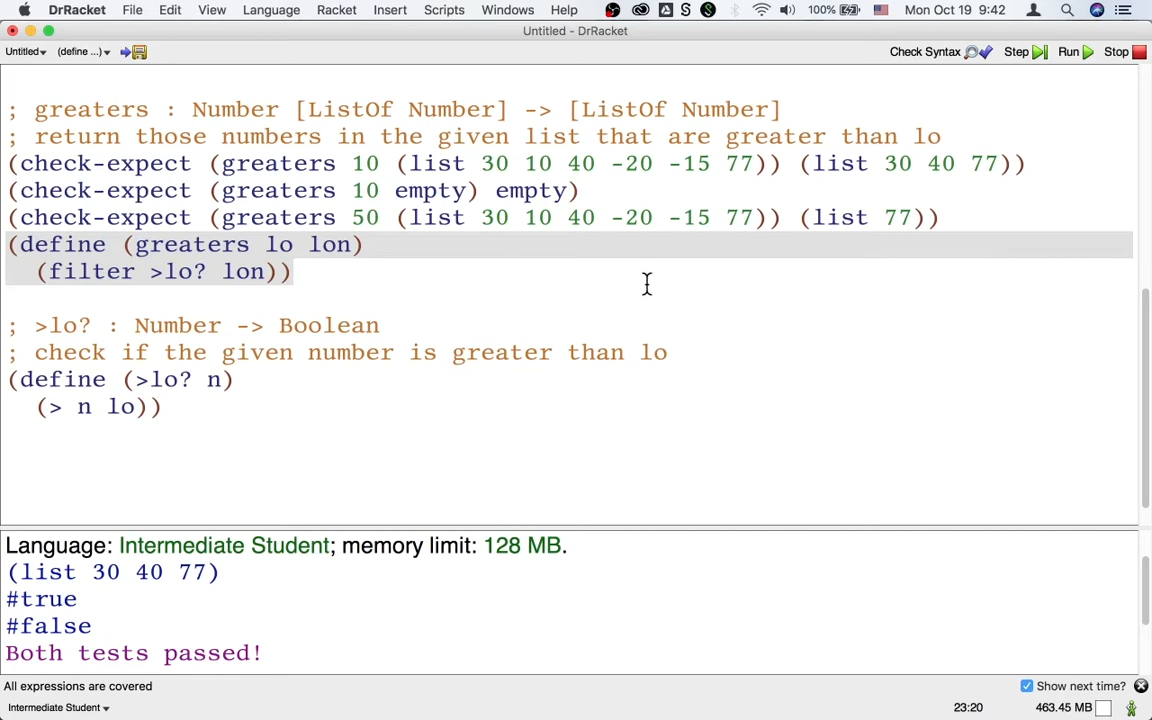 DrRacket File Edit View Language Racket Insert Scripts Windows Help 100% Mon Oct 19 9:42
Untitled - DrRacket
Untitled (define ...) Check Syntax Step Run Stop
; greaters : Number [ListOf Number] -> [ListOf Number]
; return those numbers in the given list that are greater than lo
(check-expect (greaters 10 (list 30 10 40 -20 -15 77)) (list 30 40 77))
(check-expect (greaters 10 empty) empty)
(check-expect (greaters 50 (list 30 10 40 -20 -15 77)) (list 77))
(define (greaters lo lon)
(filter >lo? lon))
; >lo? : Number -> Boolean
; check if the given number is greater than lo
(define (>lo? n)
(> n lo))
Language: Intermediate Student; memory limit: 128 MB.
(list 30 40 77)
#true
#false
Both tests passed!
All expressions are covered Show next time?
Intermediate Student 23:20 463.45 MB